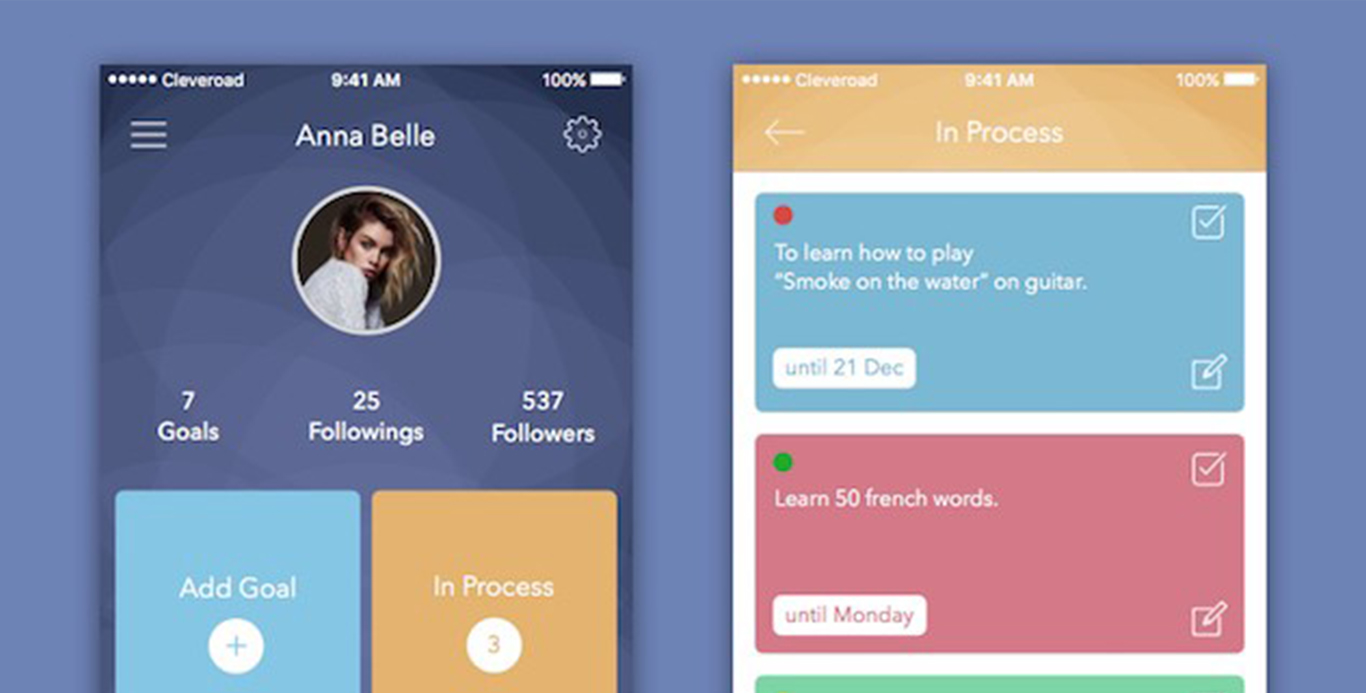 Cleveroad 9:41 AM 100%
Anna Belle
7 25 537
Goals Followings Followers
Add Goal In Process
+ 3
Cleveroad 9:41 AM 100%
In Process
To learn how to play
“Smoke on the water” on guitar.
until 21 Dec
Learn 50 french words.
until Monday